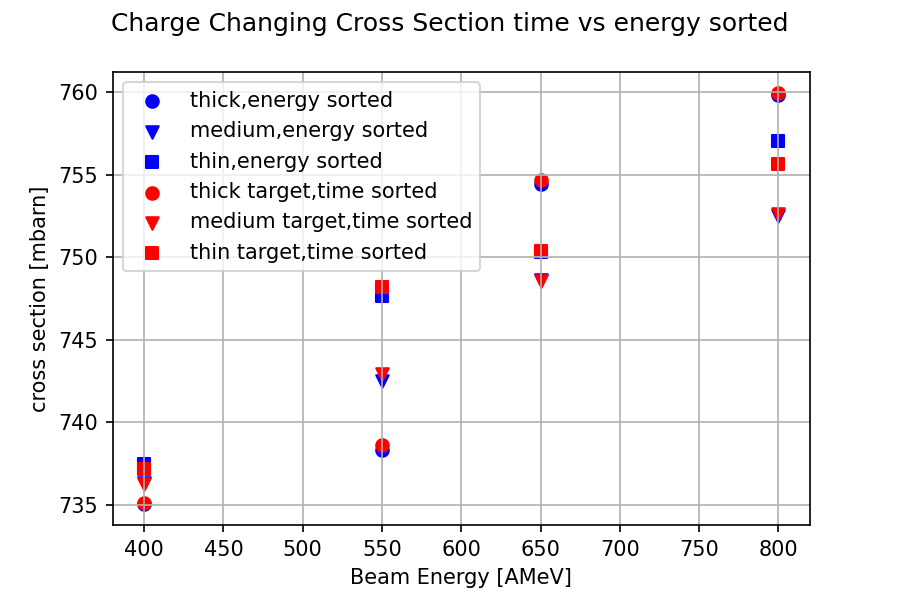 Charge Changing Cross Section time vs energy sorted
760
755
750
745
740
735
cross section [mbarn]
thick,energy sorted
medium,energy sorted
thin,energy sorted
thick target,time sorted
medium target,time sorted
thin target,time sorted
400 450 500 550 600 650 700 750 800
Beam Energy [AMeV]